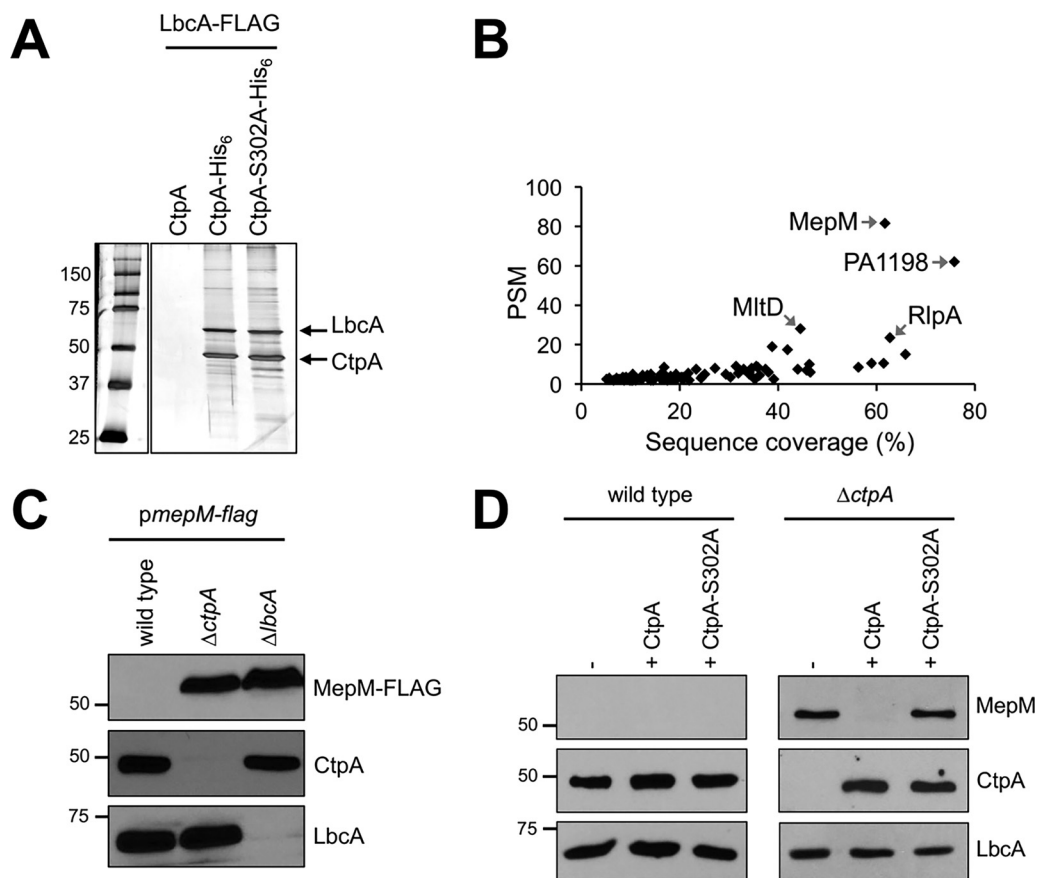 A
LbcA-FLAG
CtpA
CtpA-His6
CtpA-S302A-His6
150
75
50
37
25
LbcA
CtpA
B
PSM
100
80
60
40
20
0
0 20 40 60 80
Sequence coverage (%)
MepM
PA1198
MltD
RlpA
C
pmepM-flag
wild type
ΔctpA
ΔlbcA
50
MepM-FLAG
50
CtpA
75
LbcA
D
wild type
ΔctpA
-
+ CtpA
+ CtpA-S302A
-
+ CtpA
+ CtpA-S302A
50
MepM
50
CtpA
75
LbcA